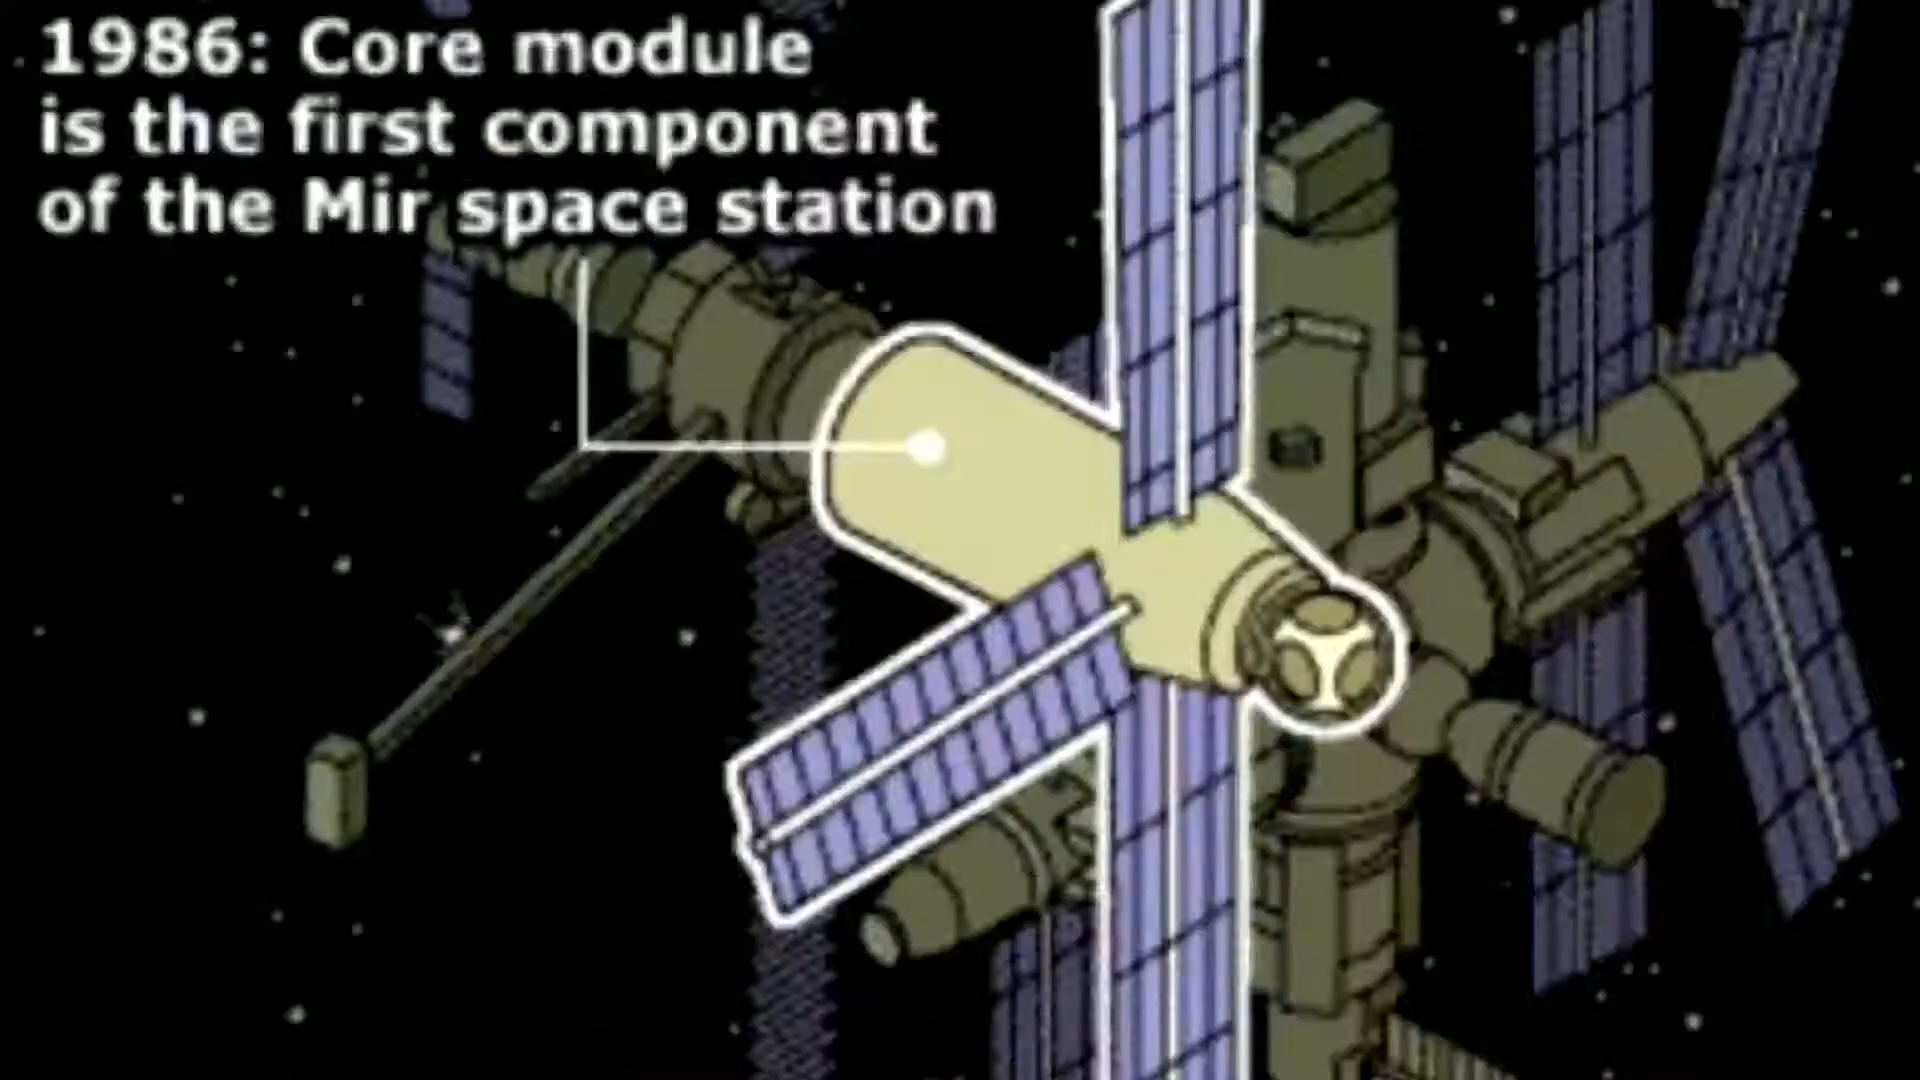 1986: Core module
is the first component
of the Mir space station